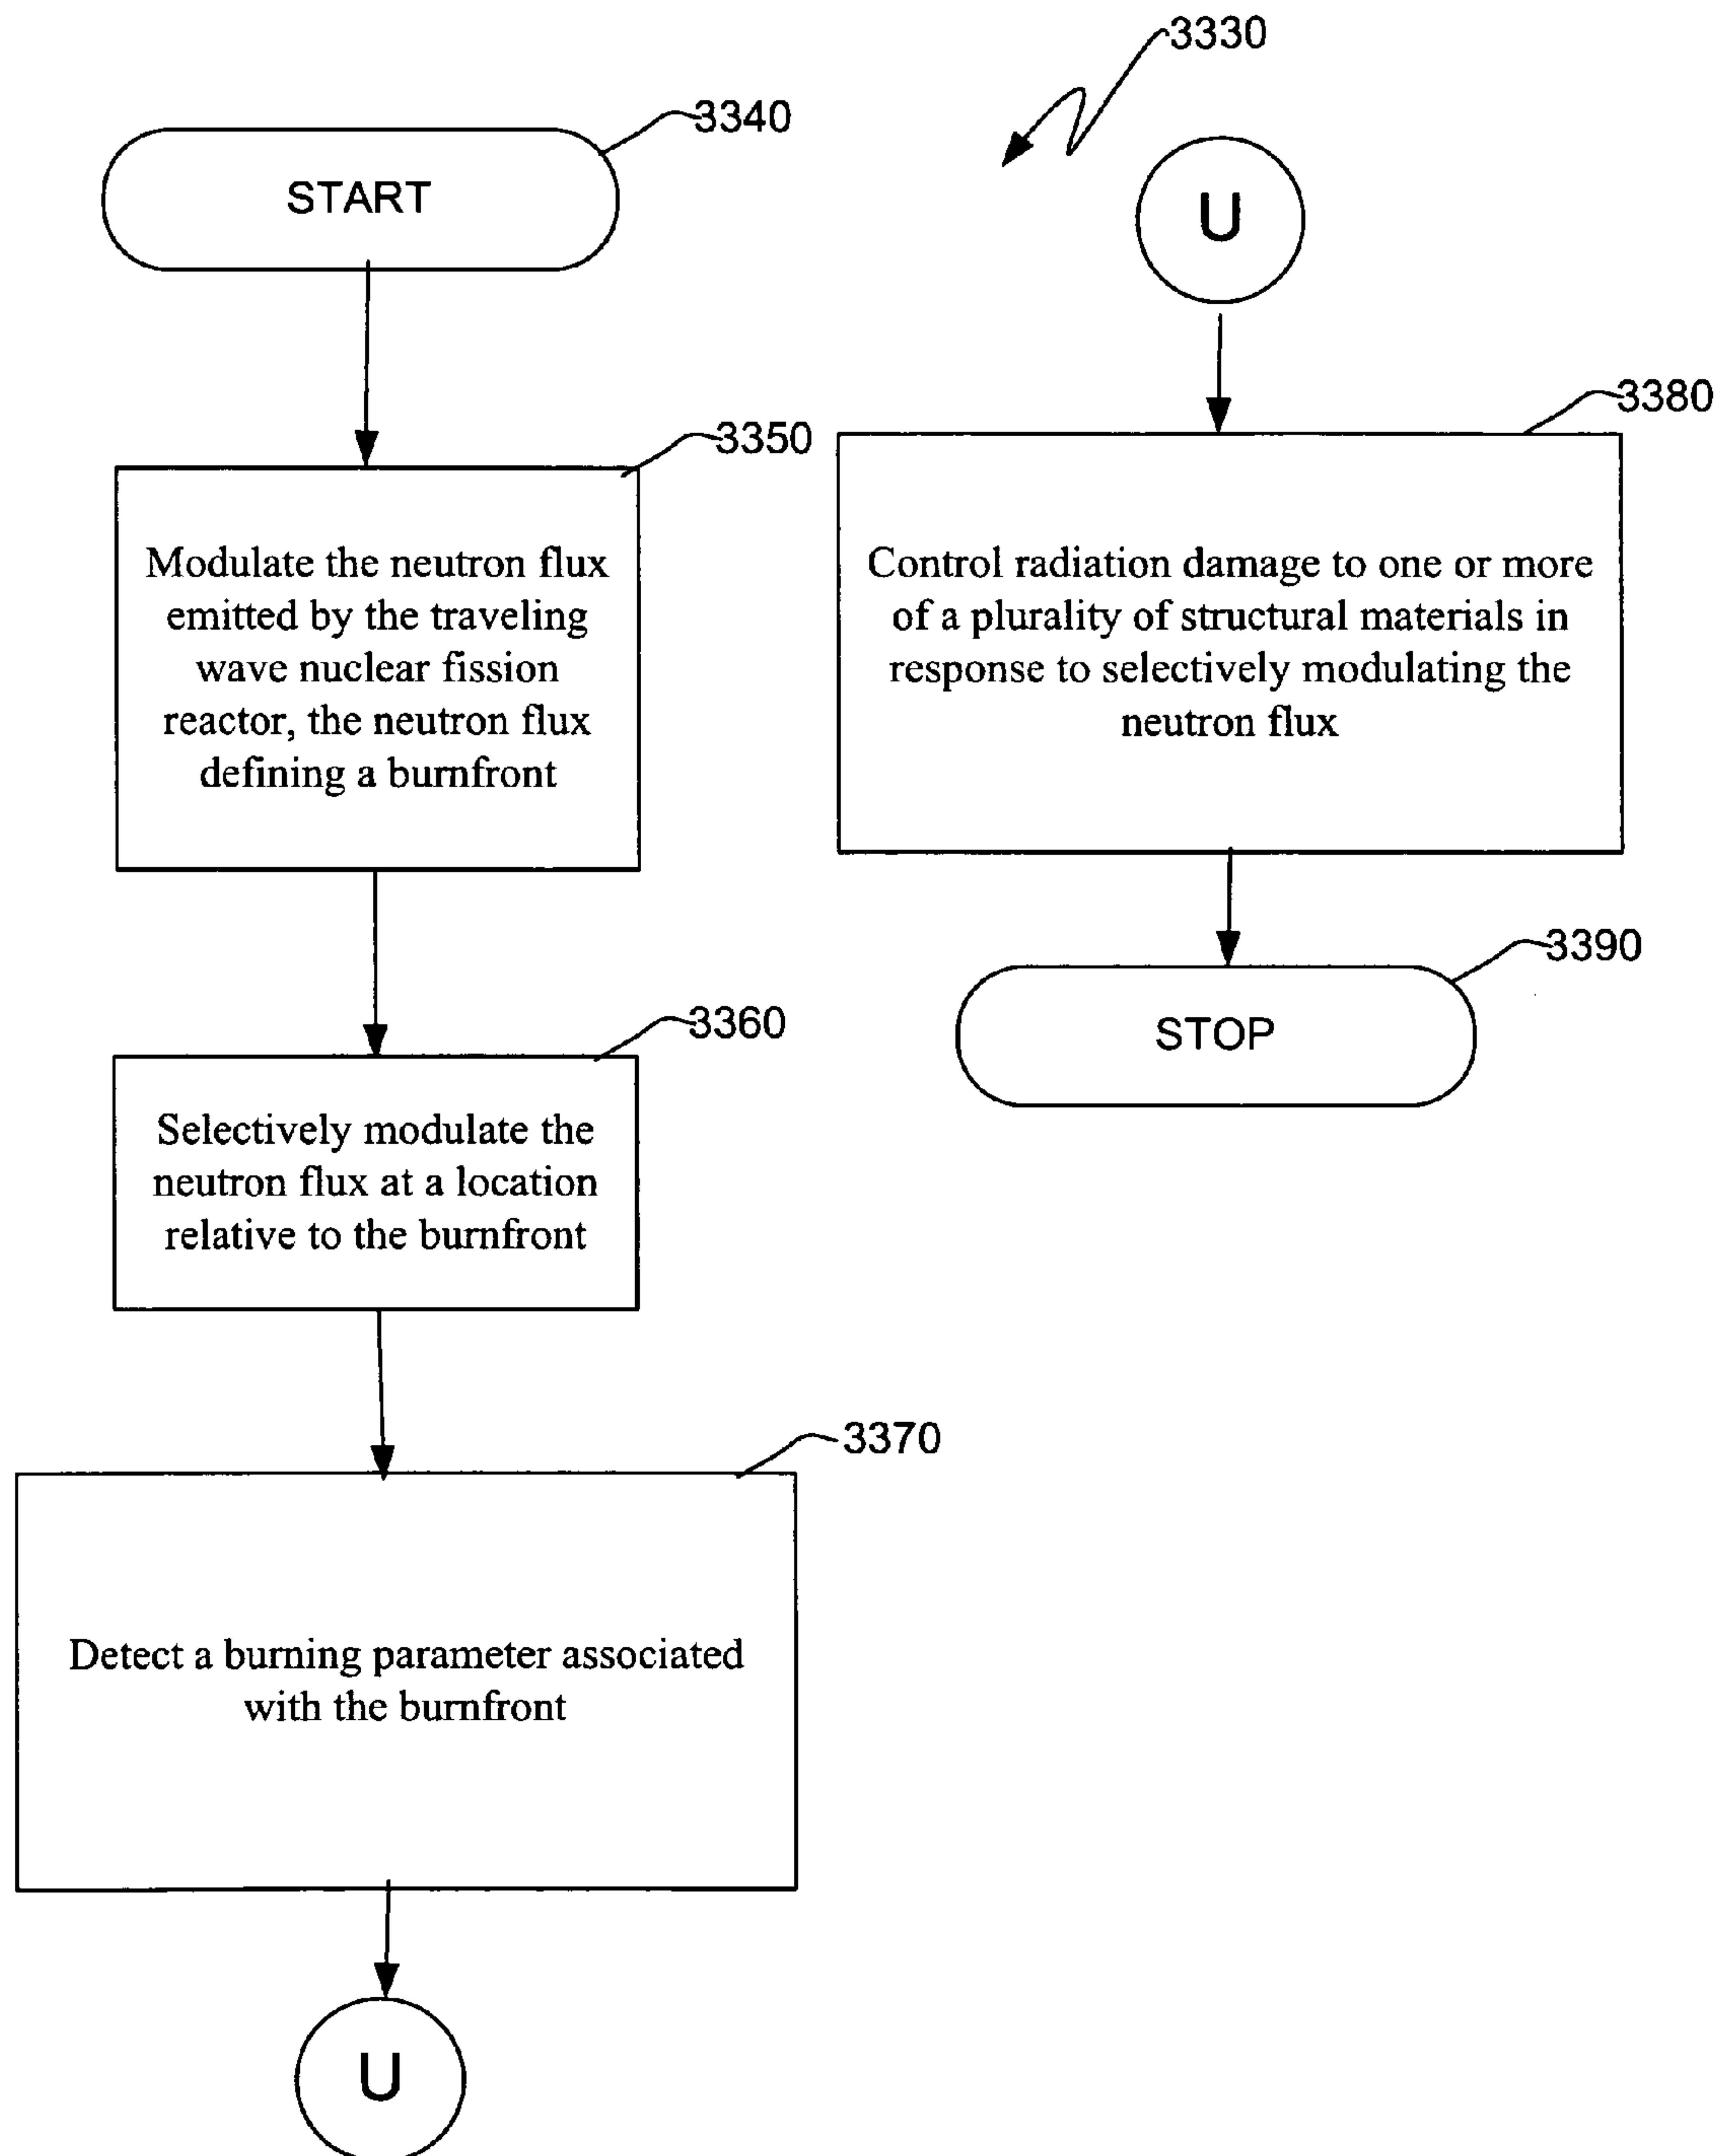 3340
START
3350
Modulate the neutron flux
emitted by the traveling
wave nuclear fission
reactor, the neutron flux
defining a burnfront
3360
Selectively modulate the
neutron flux at a location
relative to the burnfront
3370
Detect a burning parameter associated
with the burnfront
U
3330
U
3380
Control radiation damage to one or more
of a plurality of structural materials in
response to selectively modulating the
neutron flux
3390
STOP